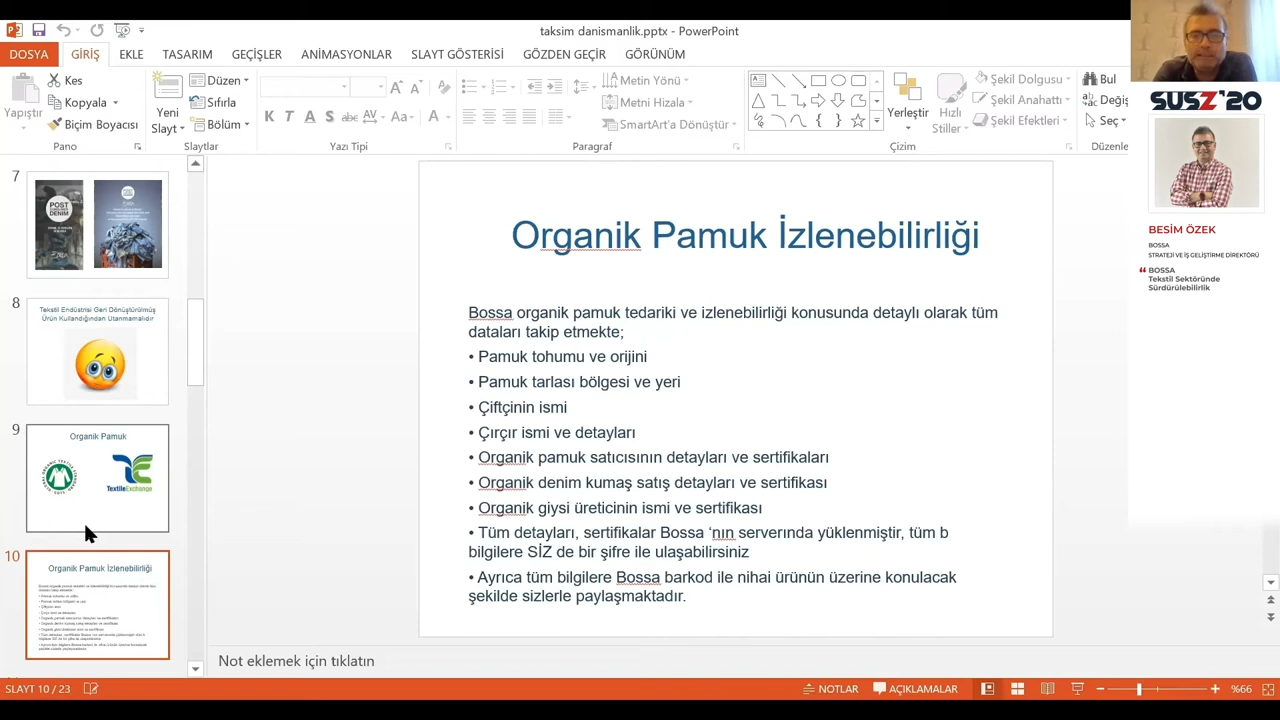 taksim danismanlik.pptx - PowerPoint
DOSYA GİRİŞ EKLE TASARIM GEÇİŞLER ANİMASYONLAR SLAYT GÖSTERİSİ GÖZDEN GEÇİR GÖRÜNÜM
Yapıştır
Kes
Kopyala
Biçim Boyacısı
Pano
Yeni
Slayt
Düzen
Sıfırla
Bölüm
Slaytlar
K T A S abc AV Aa A
Yazı Tipi
Metin Yönü
Metni Hizala
SmartArt'a Dönüştür
Paragraf
Yerleştir
Hızlı
Stiller
Şekil Dolgusu
Şekil Anahattı
Şekil Efektleri
Çizim
Bul
Değiş
Seç
Düzenle
SUSZ'20
BESİM ÖZEK
BOSSA
STRATEJİ VE İŞ GELİŞTİRME DİREKTÖRÜ
BOSSA
Tekstil Sektöründe
Sürdürülebilirlik
7
POST
DENIM
8
Tekstil Endüstrisi Geri Dönüştürülmüş
Ürün Kullandığından Utanmamalıdır
9
Organik Pamuk
TextileExchange
10
Organik Pamuk İzlenebilirliği
Organik Pamuk İzlenebilirliği
Bossa organik pamuk tedariki ve izlenebilirliği konusunda detaylı olarak tüm
dataları takip etmekte;
• Pamuk tohumu ve orijini
• Pamuk tarlası bölgesi ve yeri
• Çiftçinin ismi
• Çırçır ismi ve detayları
• Organik pamuk satıcısının detayları ve sertifikaları
• Organik denim kumaş satış detayları ve sertifikası
• Organik giysi üreticinin ismi ve sertifikası
• Tüm detayları, sertifikalar Bossa ‘nın serverında yüklenmiştir, tüm b
bilgilere SİZ de bir şifre ile ulaşabilirsiniz
• Ayrıca tüm bilgilere Bossa barkod ile nihai ürünün üzerine konulacak
şekilde sizlerle paylaşmaktadır.
Not eklemek için tıklatın
SLAYT 10 / 23
NOTLAR
AÇIKLAMALAR
%66